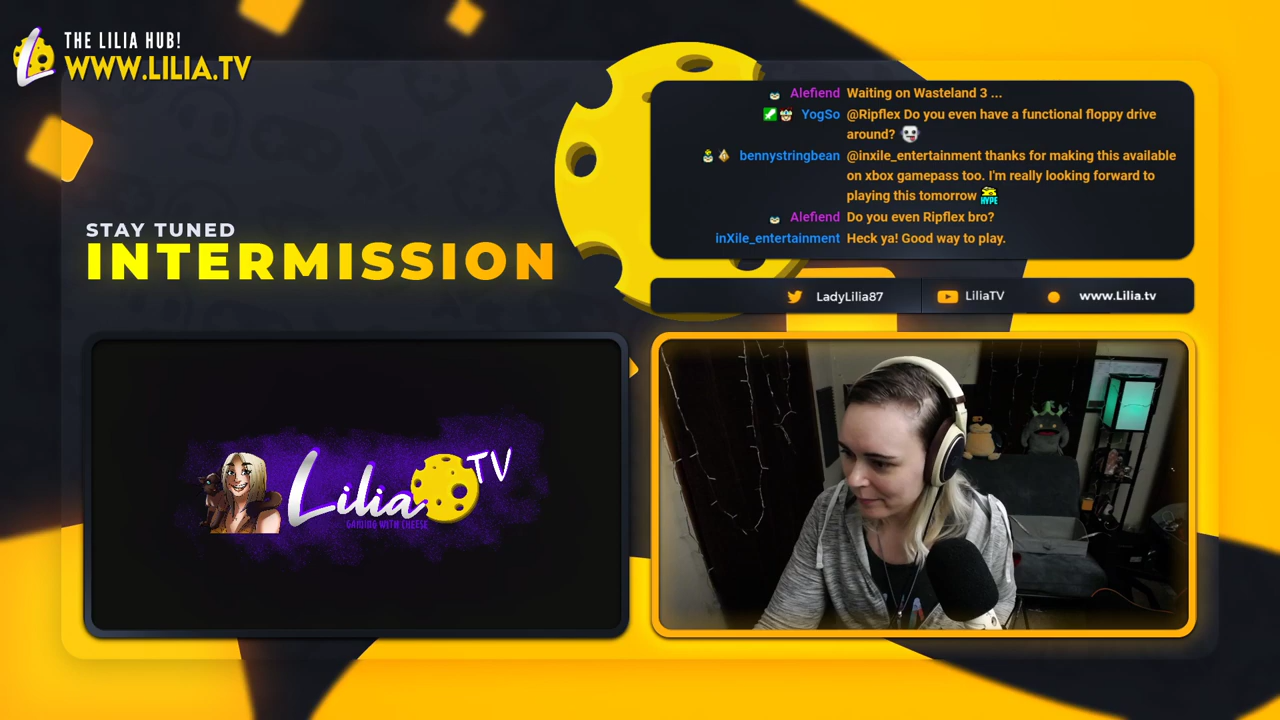 THE LILIA HUB!
WWW.LILIA.TV
STAY TUNED
INTERMISSION
Alefiend Waiting on Wasteland 3 ...
YogSo @Ripflex Do you even have a functional floppy drive
around?
bennystringbean @inxile_entertainment thanks for making this available
on xbox gamepass too. I'm really looking forward to
playing this tomorrow HYPE
Alefiend Do you even Ripflex bro?
inXile_entertainment Heck ya! Good way to play.
LadyLilia87 LiliaTV www.Lilia.tv
Lilia TV
GAMING WITH CHEESE